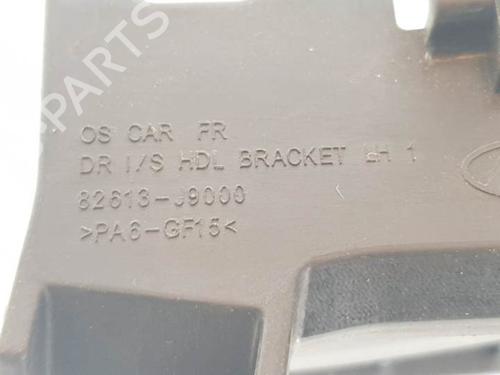 OS CAR FR
DR I/S HDL BRACKET LH 1
82613-J9000
>PA6-GF15<
B-PARTS